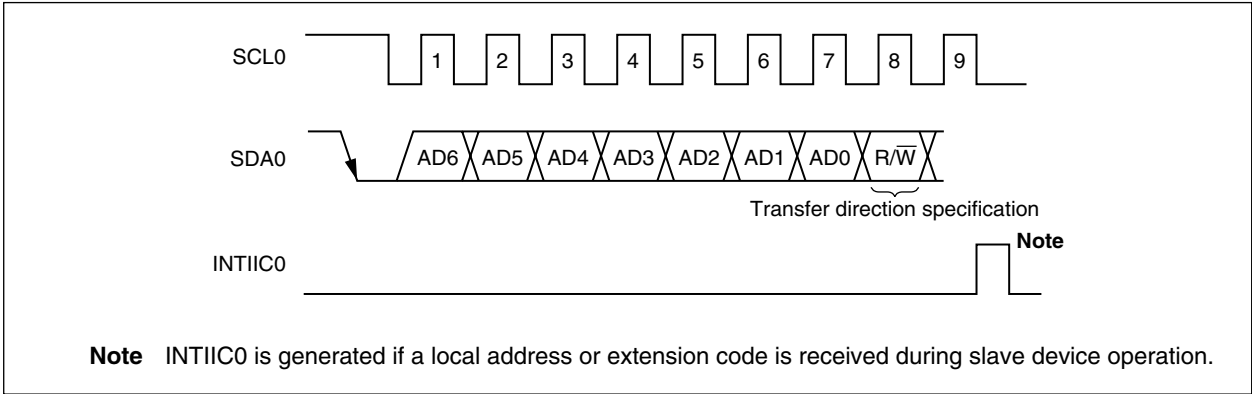 SCL0 1 2 3 4 5 6 7 8 9
SDA0 AD6 AD5 AD4 AD3 AD2 AD1 AD0 R/W̅
Transfer direction specification
INTIIC0 Note
Note INTIIC0 is generated if a local address or extension code is received during slave device operation.